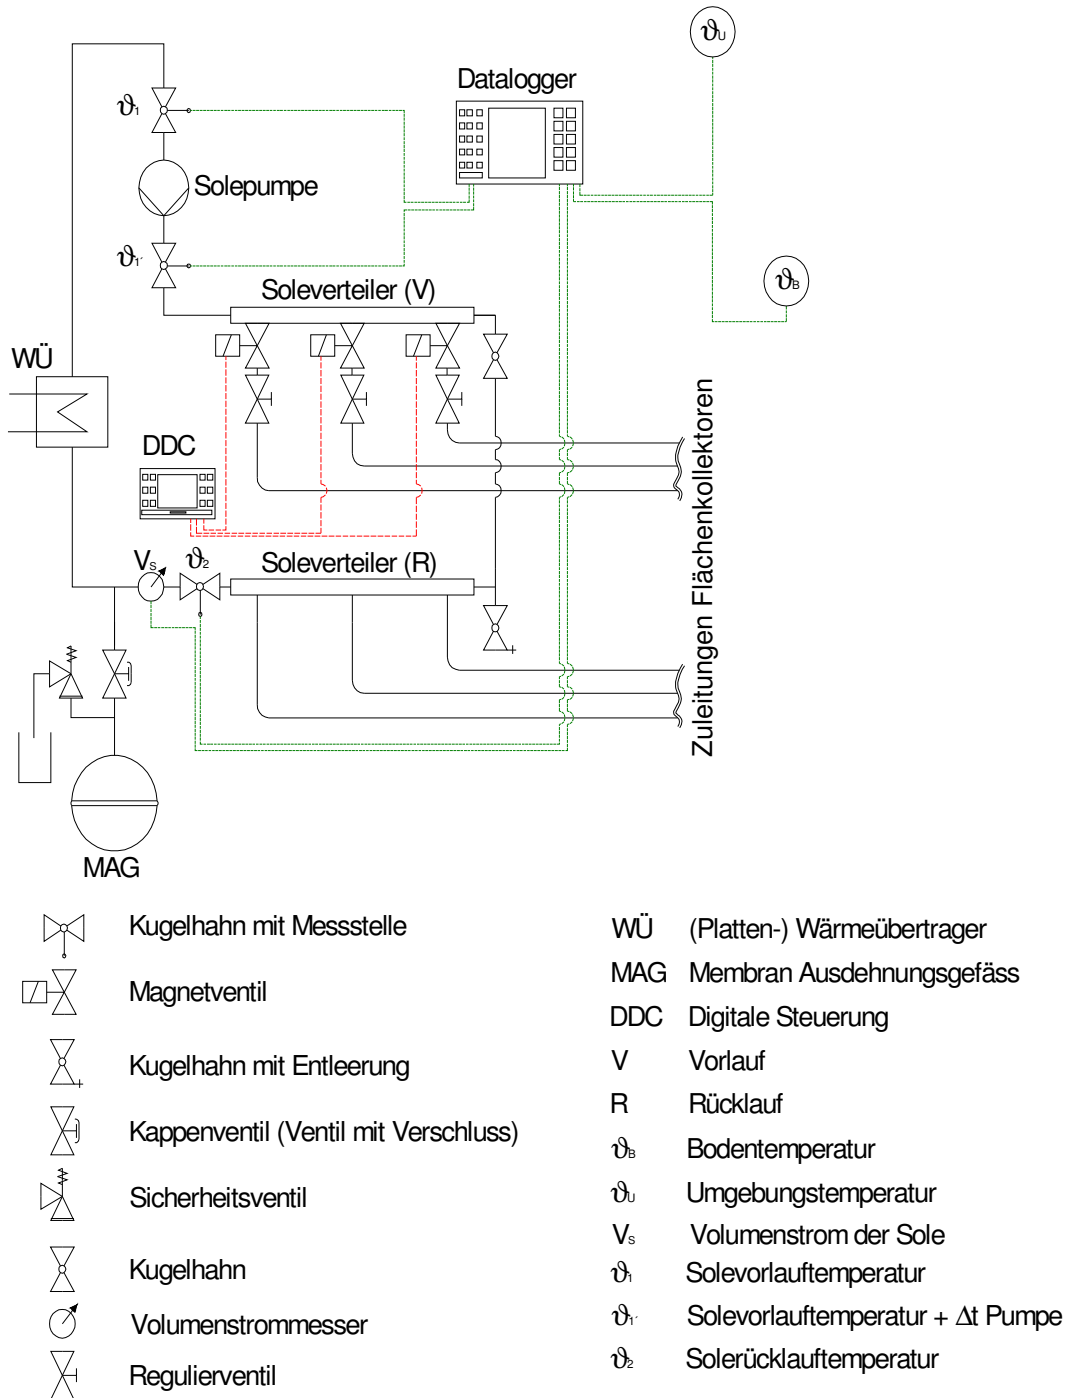 ϑU
Datalogger
ϑ1
Solepumpe
ϑ1'
ϑB
Soleverteiler (V)
WÜ
DDC
Zuleitungen Flächenkollektoren
Vs
ϑ2
Soleverteiler (R)
MAG
Kugelhahn mit Messstelle
Magnetventil
Kugelhahn mit Entleerung
Kappenventil (Ventil mit Verschluss)
Sicherheitsventil
Kugelhahn
Volumenstrommesser
Regulierventil
WÜ (Platten-) Wärmeübertrager
MAG Membran Ausdehnungsgefäss
DDC Digitale Steuerung
V Vorlauf
R Rücklauf
ϑB Bodentemperatur
ϑU Umgebungstemperatur
Vs Volumenstrom der Sole
ϑ1 Solevorlauftemperatur
ϑ1' Solevorlauftemperatur + Δt Pumpe
ϑ2 Solerücklauftemperatur